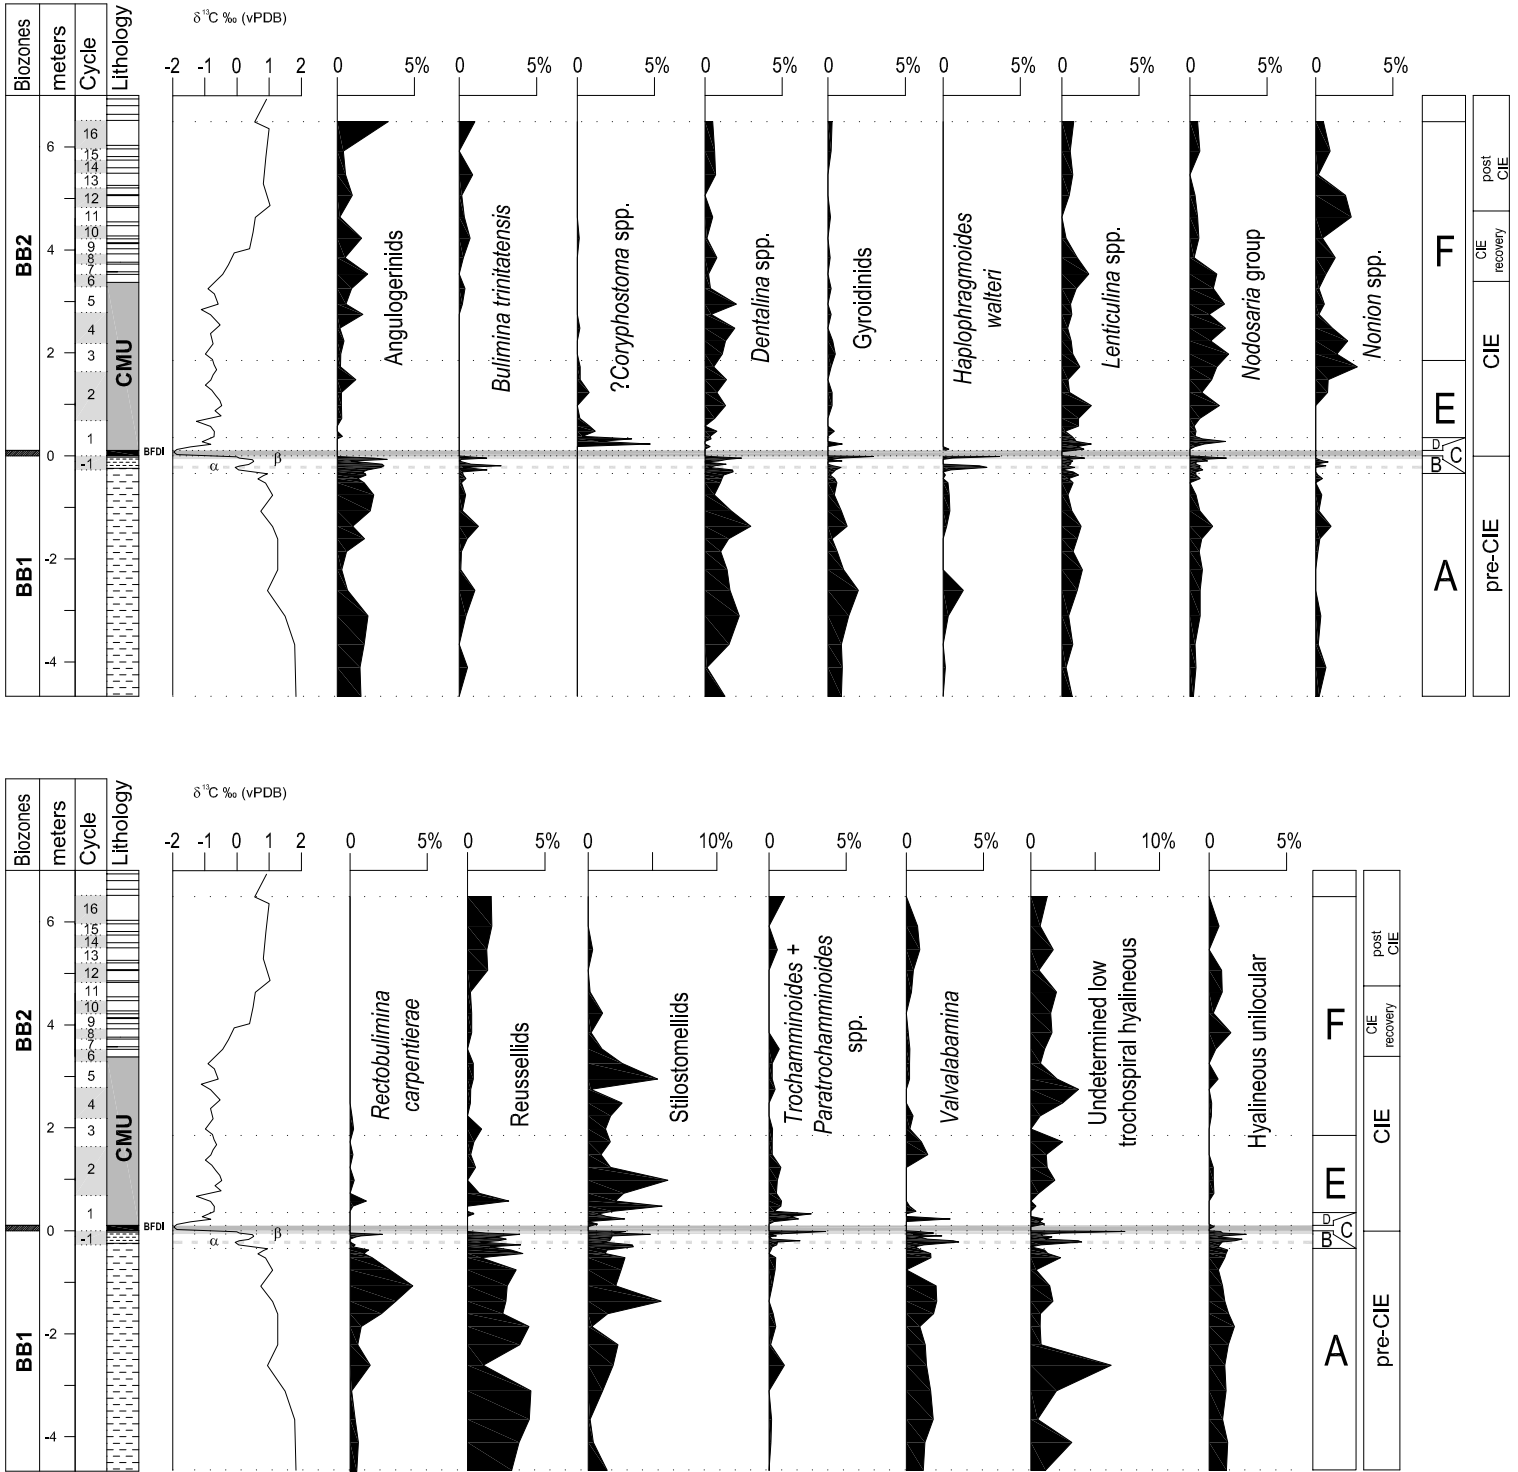 δ¹³C ‰ (vPDB)
Biozones meters Cycle Lithology
-2 -1 0 1 2 0 5% 0 5% 0 5% 0 5% 0 5% 0 5% 0 5% 0 5% 0 5%
BB2
BB1
6
4
2
0
-2
-4
16
15
14
13
12
11
10
9
8
7
6
5
4
3
2
1
-1
CMU
BFDI
α
β
Angulogerinids
Bulimina trinitatensis
?Coryphostoma spp.
Dentalina spp.
Gyroidinids
Haplophragmoides
walteri
Lenticulina spp.
Nodosaria group
Nonion spp.
F
E
D
C
B
A
post
CIE
CIE
recovery
CIE
pre-CIE
δ¹³C ‰ (vPDB)
Biozones meters Cycle Lithology
-2 -1 0 1 2 0 5% 0 5% 0 10% 0 5% 0 5% 0 10% 0 5%
BB2
BB1
6
4
2
0
-2
-4
16
15
14
13
12
11
10
9
8
7
6
5
4
3
2
1
-1
CMU
BFDI
α
β
Rectobulimina
carpentierae
Reussellids
Stilostomellids
Trochamminoides +
Paratrochamminoides
spp.
Valvalabamina
Undetermined low
trochospiral hyalineous
Hyalineous unilocular
F
E
D
C
B
A
post
CIE
CIE
recovery
CIE
pre-CIE